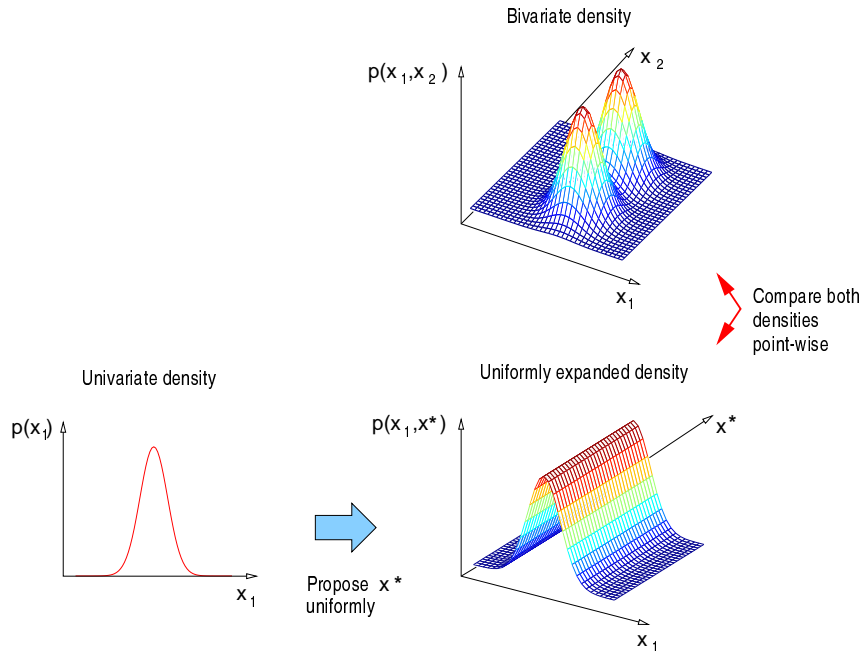 Bivariate density
p(x₁,x₂)
x₂
x₁
Compare both
densities
point-wise
Univariate density
Uniformly expanded density
p(x₁)
x₁
Propose x*
uniformly
p(x₁,x*)
x*
x₁